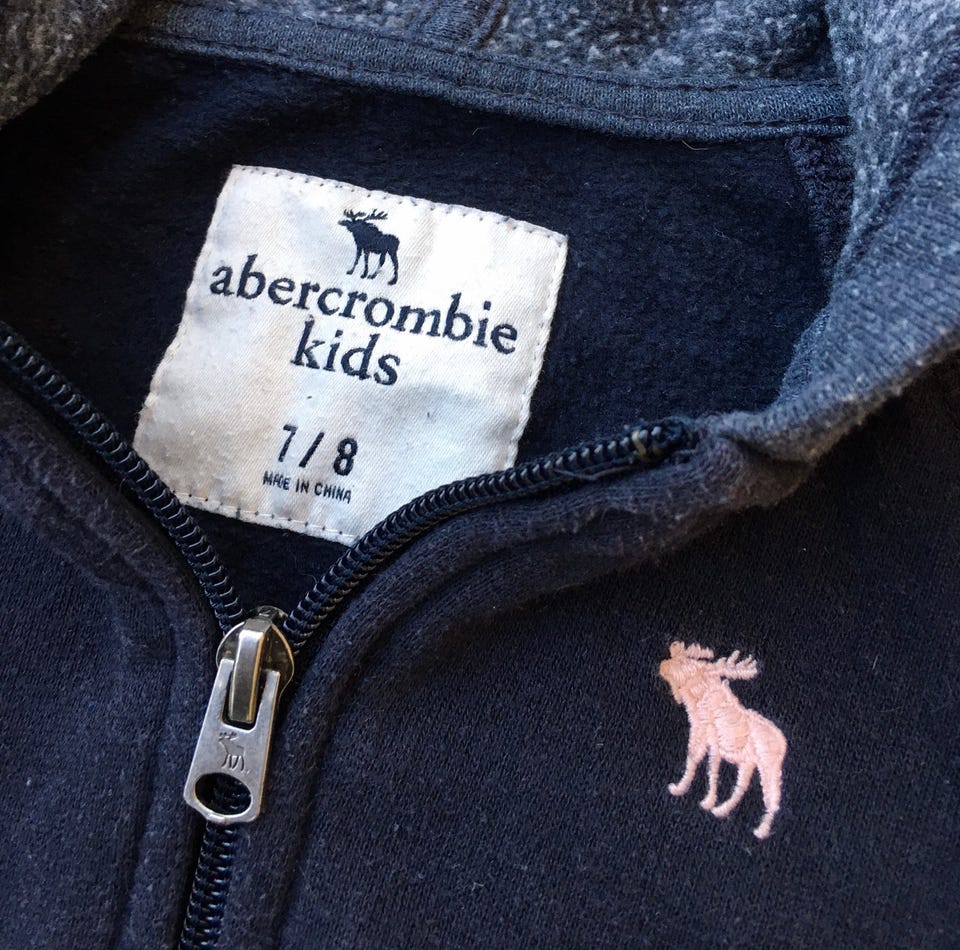 abercrombie
kids
7 / 8
MADE IN CHINA